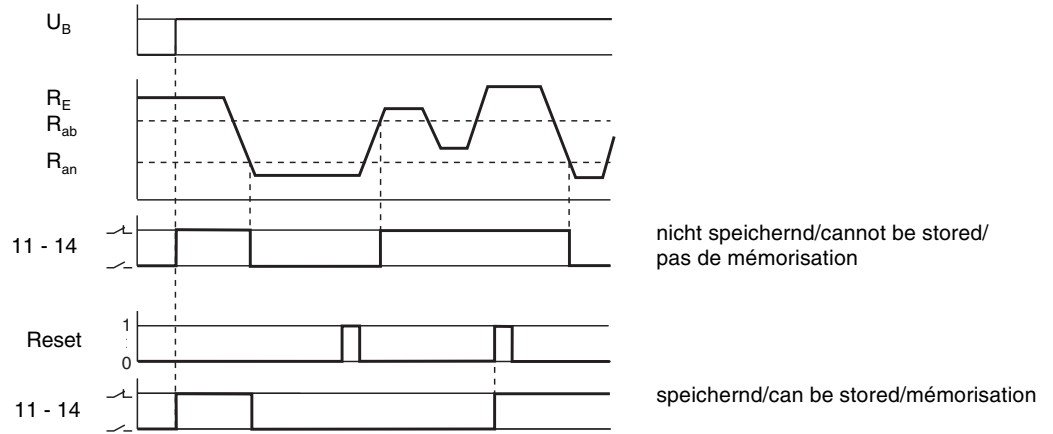 U_B
R_E
R_ab
R_an
11 - 14
nicht speichernd/cannot be stored/
pas de mémorisation
Reset
1
0
11 - 14
speichernd/can be stored/mémorisation